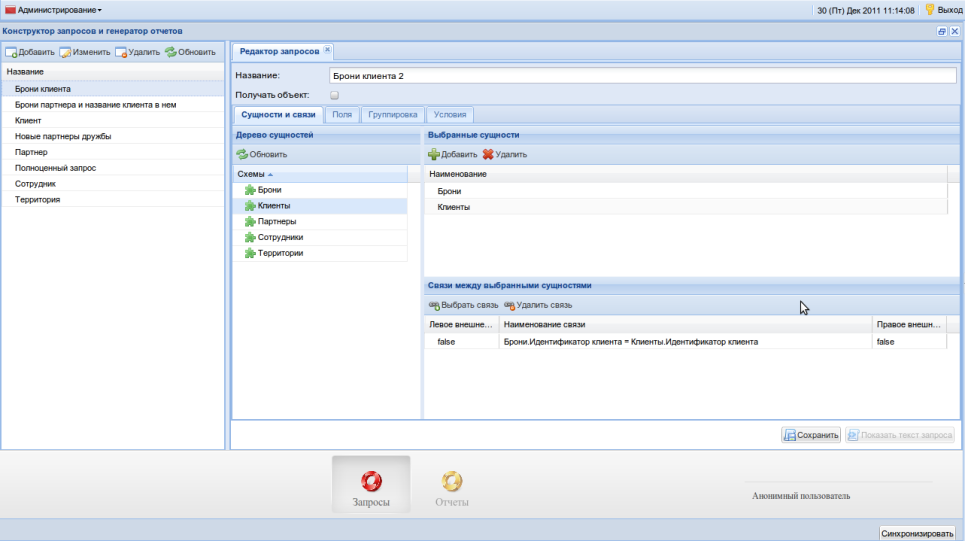 Администрирование
30 (Пт) Дек 2011 11:14:08 Выход
Конструктор запросов и генератор отчетов
Добавить Изменить Удалить Обновить
Название
Брони клиента
Брони партнера и название клиента в нем
Клиент
Новые партнеры дружбы
Партнер
Полноценный запрос
Сотрудник
Территория
Редактор запросов
Название: Брони клиента 2
Получать объект:
Сущности и связи Поля Группировка Условия
Дерево сущностей
Обновить
Схемы
Брони
Клиенты
Партнеры
Сотрудники
Территории
Выбранные сущности
Добавить Удалить
Наименование
Брони
Клиенты
Связи между выбранными сущностями
Выбрать связь Удалить связь
Левое внешне... Наименование связи Правое внешн...
false Брони.Идентификатор клиента = Клиенты.Идентификатор клиента false
Сохранить Показать текст запроса
Запросы Отчеты
Анонимный пользователь
Синхронизировать